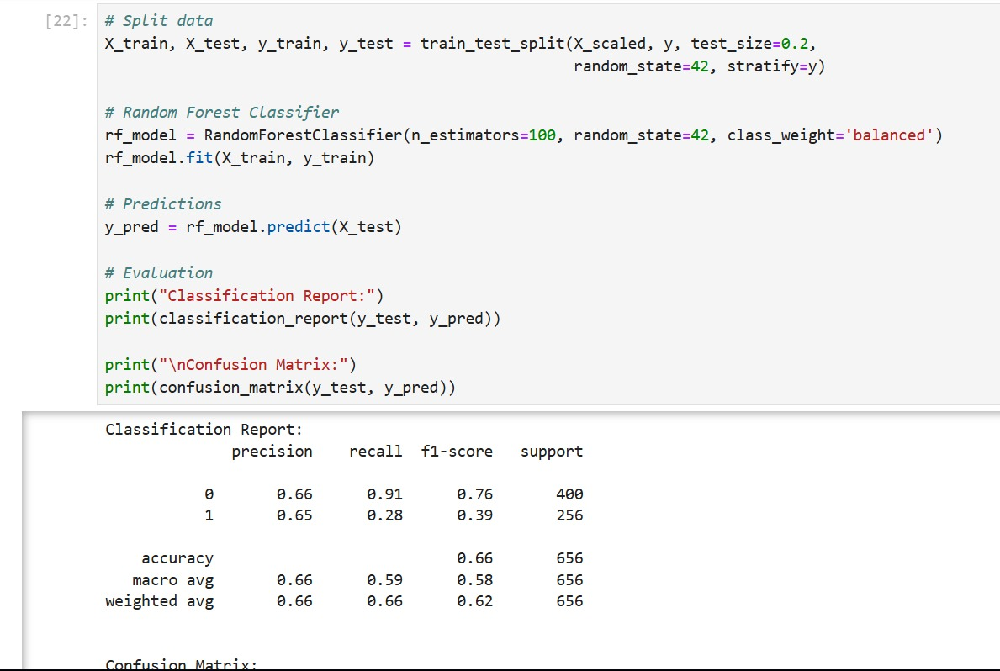 [22]: # Split data
X_train, X_test, y_train, y_test = train_test_split(X_scaled, y, test_size=0.2,
random_state=42, stratify=y)
# Random Forest Classifier
rf_model = RandomForestClassifier(n_estimators=100, random_state=42, class_weight='balanced')
rf_model.fit(X_train, y_train)
# Predictions
y_pred = rf_model.predict(X_test)
# Evaluation
print("Classification Report:")
print(classification_report(y_test, y_pred))
print("\nConfusion Matrix:")
print(confusion_matrix(y_test, y_pred))
Classification Report:
precision recall f1-score support
0 0.66 0.91 0.76 400
1 0.65 0.28 0.39 256
accuracy 0.66 656
macro avg 0.66 0.59 0.58 656
weighted avg 0.66 0.66 0.62 656
Confusion Matrix: